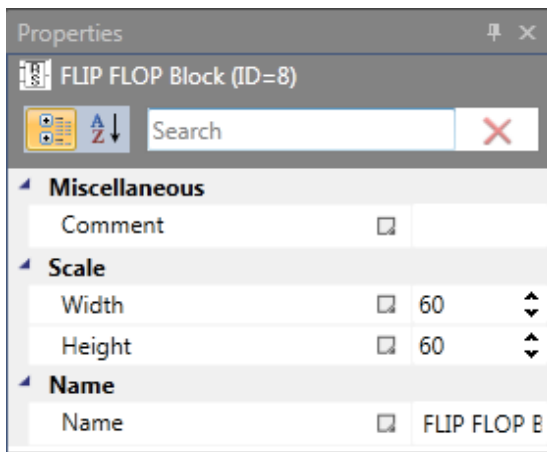 Properties
FLIP FLOP Block (ID=8)
Search
Miscellaneous
Comment
Scale
Width 60
Height 60
Name
Name FLIP FLOP B